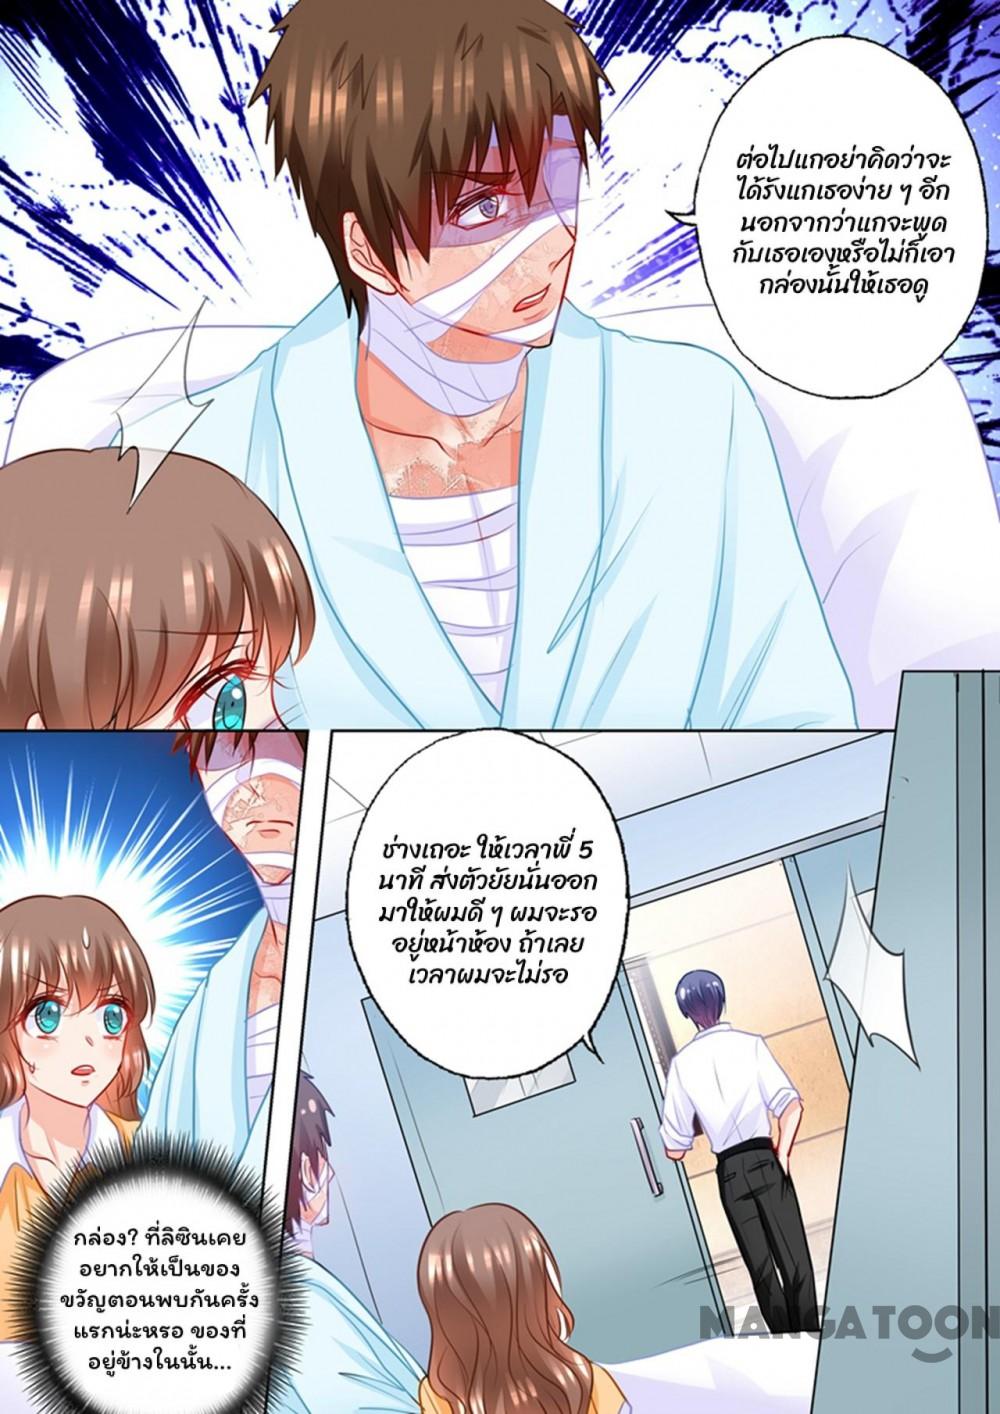 ต่อไปแกอย่าคิดว่าจะ
ได้รังแกเธอง่าย ๆ อีก
นอกจากว่าแกจะพูด
กับเธอเองหรือไม่ก็เอา
กล่องนั้นให้เธอดู
ช่างเถอะ ให้เวลาพี่ 5
นาที ส่งตัวยัยนั่นออก
มาให้ผมดี ๆ ผมจะรอ
อยู่หน้าห้อง ถ้าเลย
เวลาผมจะไม่รอ
กล่อง? ที่ลิซินเคย
อยากให้เป็นของ
ขวัญตอนพบกันครั้ง
แรกน่ะหรอ ของที่
อยู่ข้างในนั้น...
MANGATOON